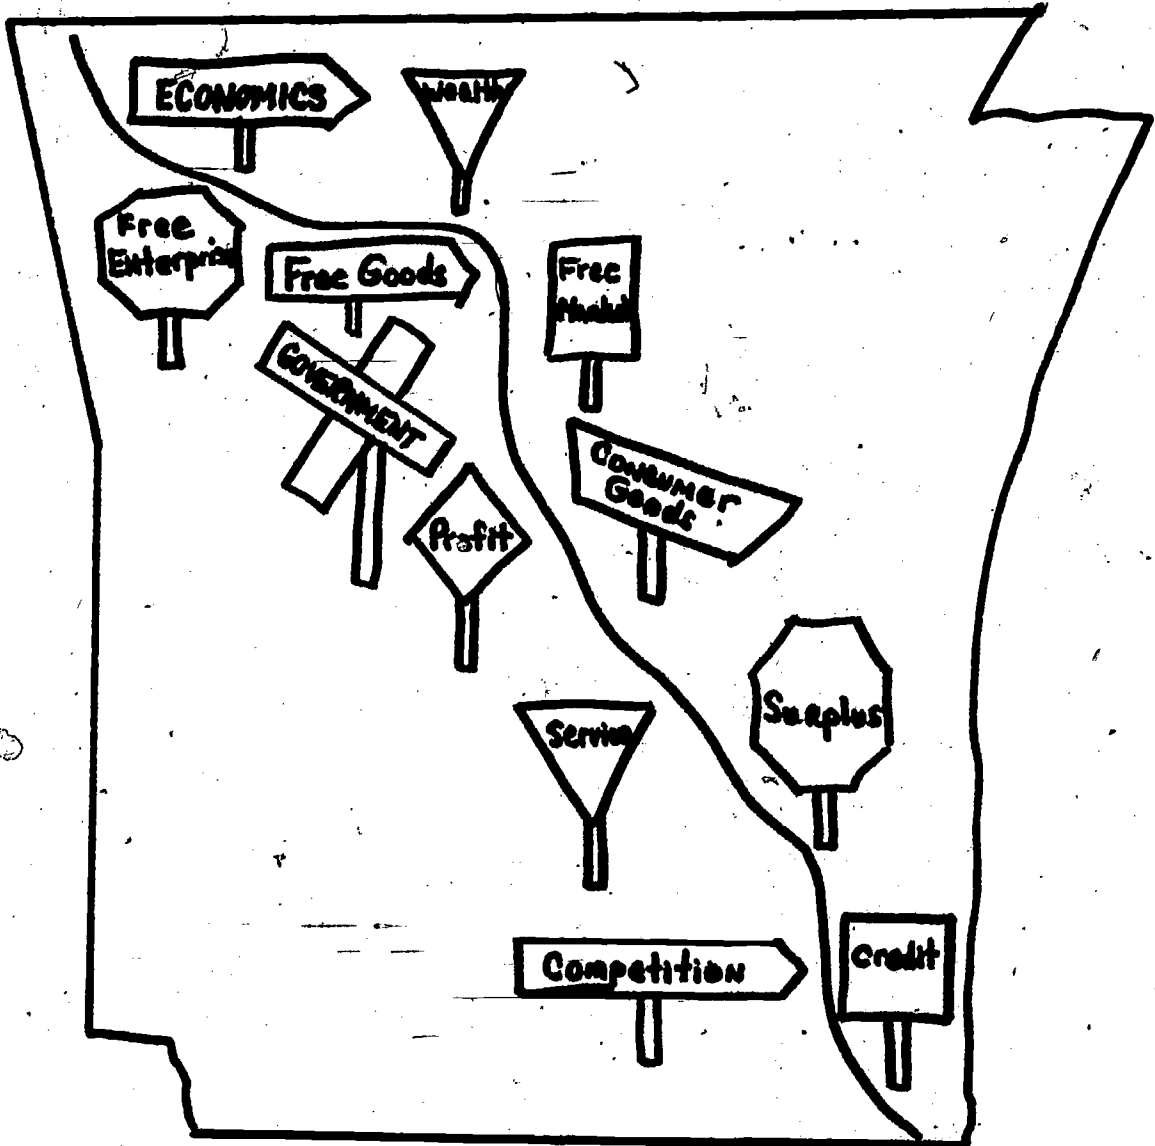 ECONOMICS
Wealth
Free
Enterprise
Free Goods
Free
Market
GOVERNMENT
Consumer
Goods
Profit
Surplus
Service
Credit
Competition